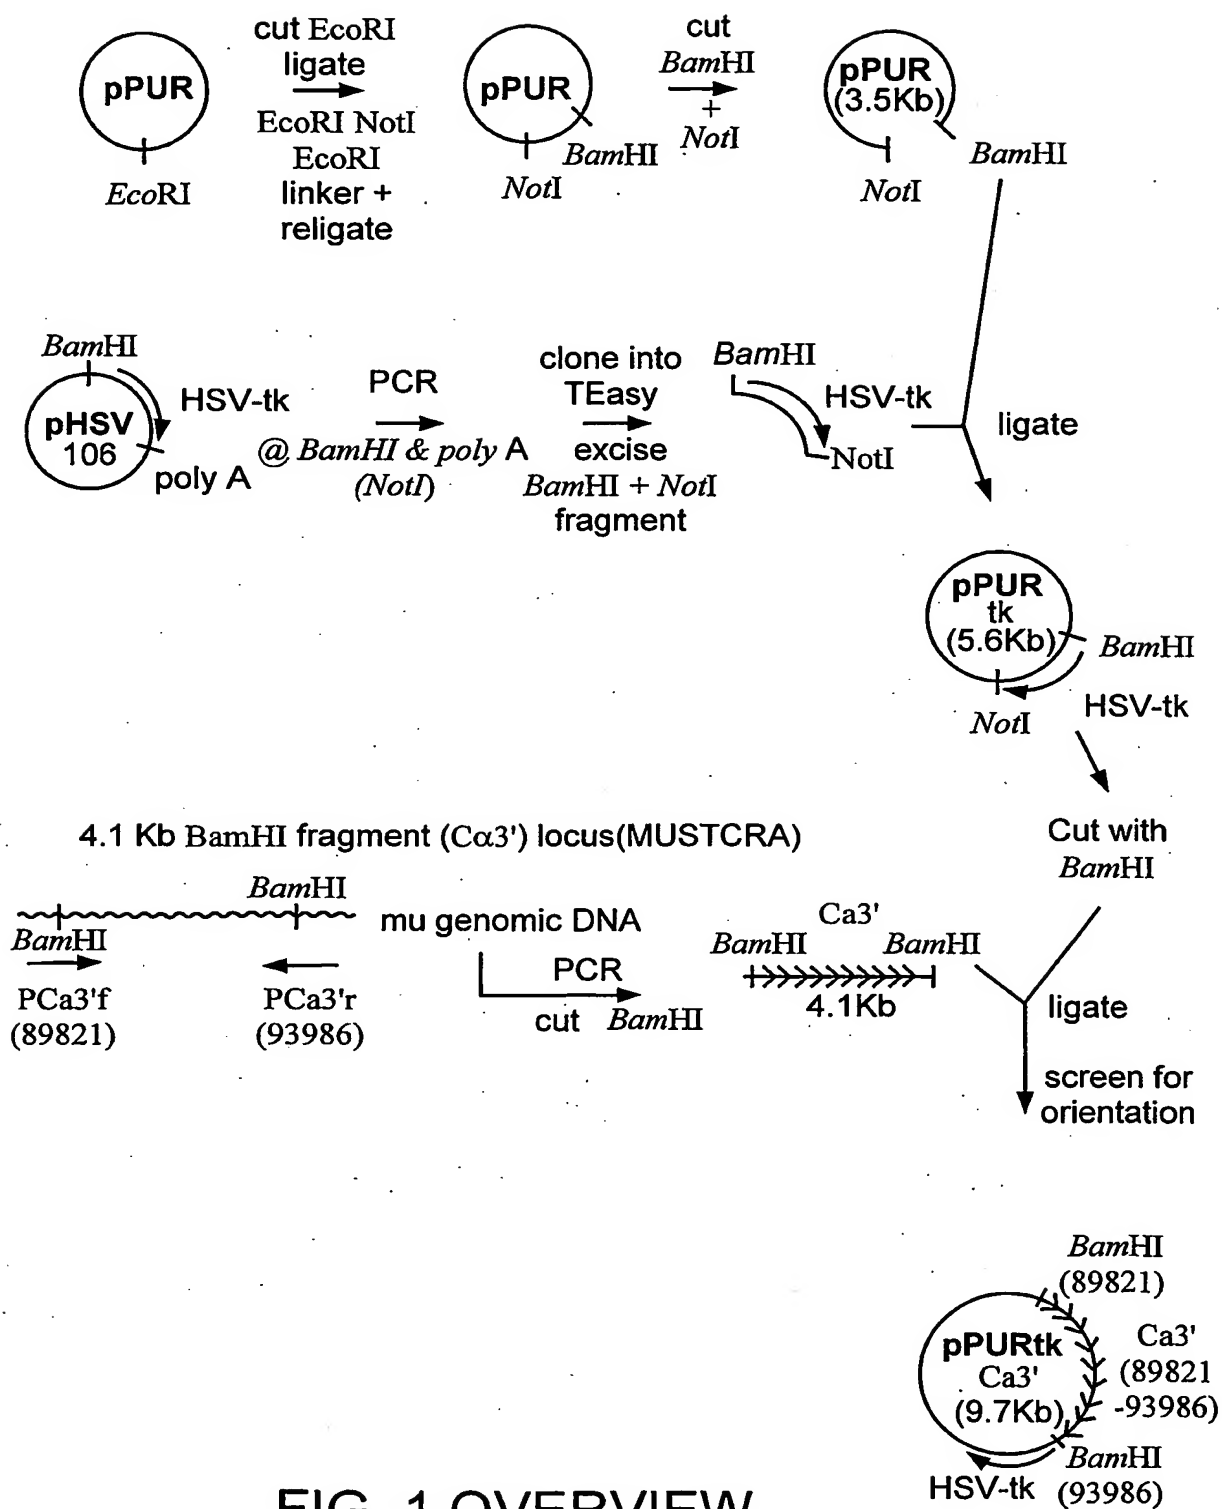 pPUR
EcoRI
cut EcoRI
ligate
EcoRI NotI
EcoRI
linker +
religate
pPUR
BamHI
NotI
cut
BamHI
+
NotI
pPUR
(3.5Kb)
BamHI
NotI
BamHI
pHSV
106
HSV-tk
poly A
PCR
@ BamHI & poly A
(NotI)
clone into
TEasy
excise
BamHI + NotI
fragment
BamHI
HSV-tk
NotI
ligate
pPUR
tk
(5.6Kb)
BamHI
HSV-tk
NotI
Cut with
BamHI
4.1 Kb BamHI fragment (Cα3') locus(MUSTCRA)
BamHI
BamHI
mu genomic DNA
PCa3'f
(89821)
PCa3'r
(93986)
PCR
cut BamHI
Ca3'
BamHI BamHI
4.1Kb
ligate
screen for
orientation
BamHI
(89821)
pPURtk
Ca3'
(9.7Kb)
Ca3'
(89821
-93986)
BamHI
(93986)
HSV-tk
FIG. 1 OVERVIEW